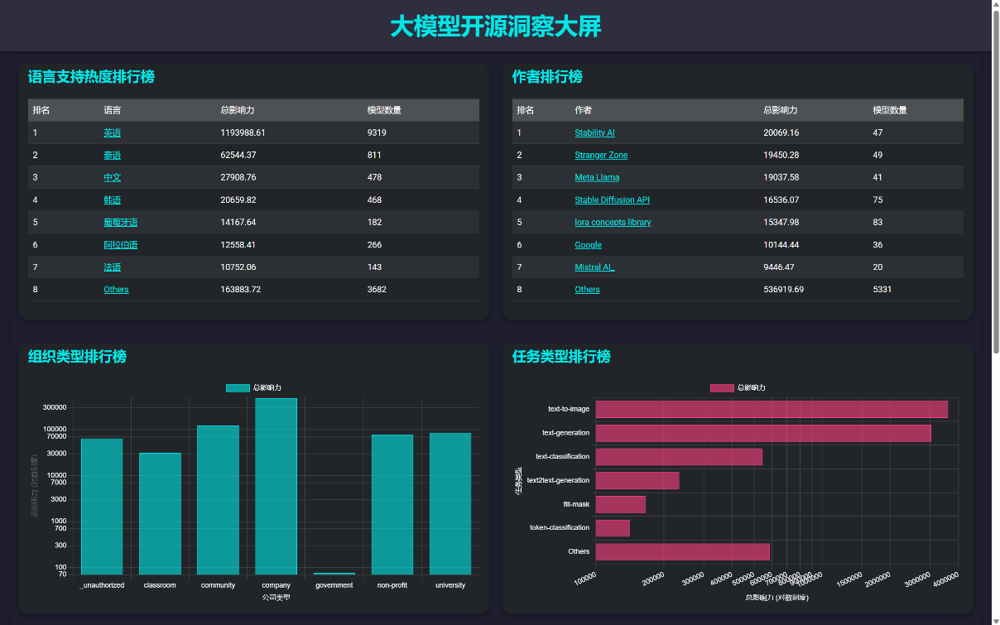 大模型开源洞察大屏
语言支持热度排行榜
排名 语言 总影响力 模型数量
1 英语 1193988.61 9319
2 泰语 62544.37 811
3 中文 27908.76 478
4 韩语 20659.82 468
5 葡萄牙语 14167.64 182
6 阿拉伯语 12558.41 266
7 法语 10752.06 143
8 Others 163883.72 3682
作者排行榜
排名 作者 总影响力 模型数量
1 Stability AI 20069.16 47
2 Stranger Zone 19450.28 49
3 Meta Llama 19037.58 41
4 Stable Diffusion API 16536.07 75
5 lora concepts library 15347.98 83
6 Google 10144.44 36
7 Mistral AI_ 9446.47 20
8 Others 536919.69 5331
组织类型排行榜
总影响力
总影响力 (对数刻度)
300000
100000
70000
30000
10000
7000
3000
1000
700
300
100
70
_unauthorized classroom community company government non-profit university
公司类型
任务类型排行榜
总影响力
任务类型
text-to-image
text-generation
text-classification
text2text-generation
fill-mask
token-classification
Others
100000 200000 300000 400000 500000 600000 700000 800000 900000 1000000 1500000 2000000 3000000 4000000
总影响力 (对数刻度)